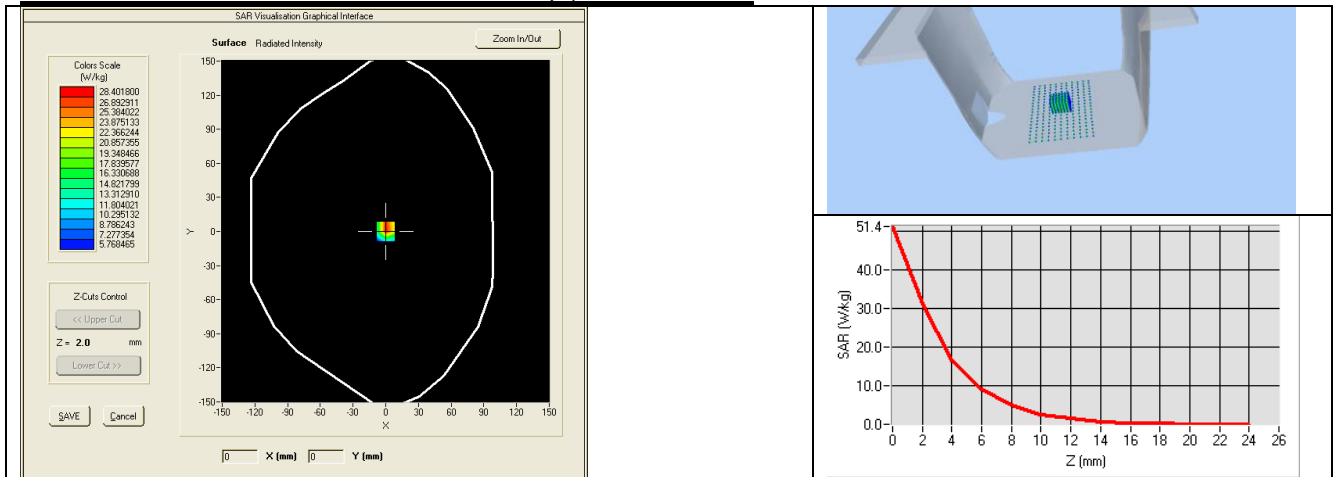 SAR Visualisation Graphical Interface
Surface Radiated Intensity
Zoom In/Out
Colors Scale
(W/kg)
28.401800
26.892911
25.384022
23.875133
22.366244
20.857355
19.348466
17.839577
16.330688
14.821799
13.312910
11.804021
10.295132
8.786243
7.277354
5.768465
Z-Cuts Control
<< Upper Cut
Z = 2.0 mm
Lower Cut >>
SAVE Cancel
150
120
90
60
30
0
-30
-60
-90
-120
-150
Y
-150 -120 -90 -60 -30 0 30 60 90 120 150
X
0 X (mm) 0 Y (mm)
51.4
40.0
30.0
20.0
10.0
0.0
SAR (W/kg)
0 2 4 6 8 10 12 14 16 18 20 22 24 26
Z (mm)